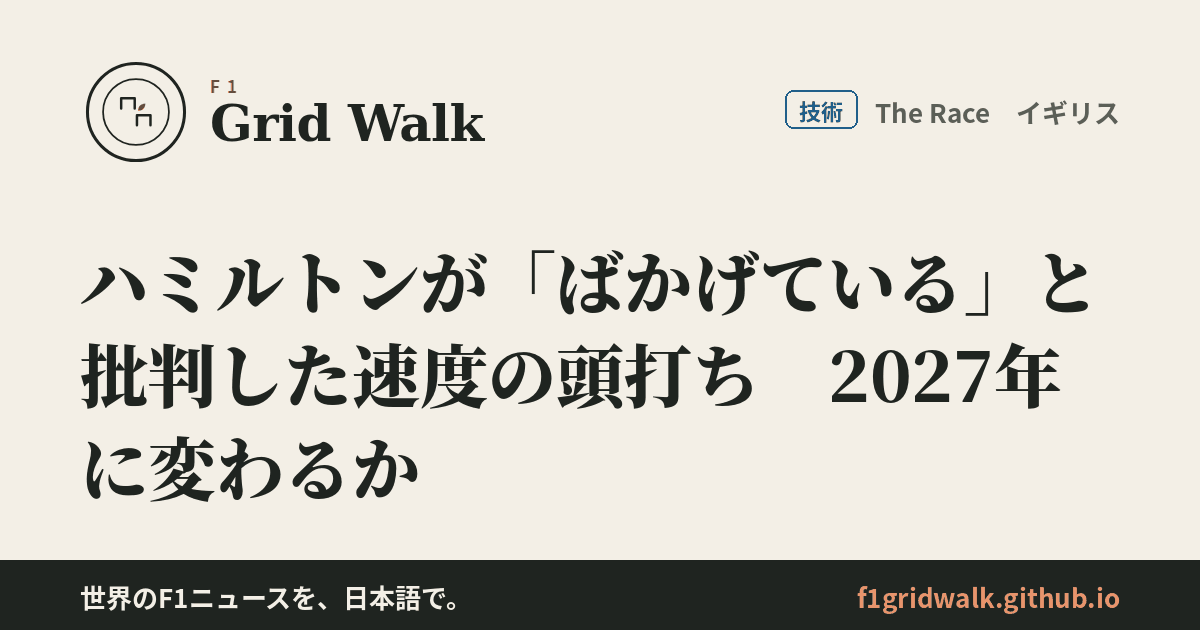 F1
Grid Walk
技術
The Race　イギリス
ハミルトンが「ばかげている」と
批判した速度の頭打ち　2027年
に変わるか
世界のF1ニュースを、日本語で。
f1gridwalk.github.io